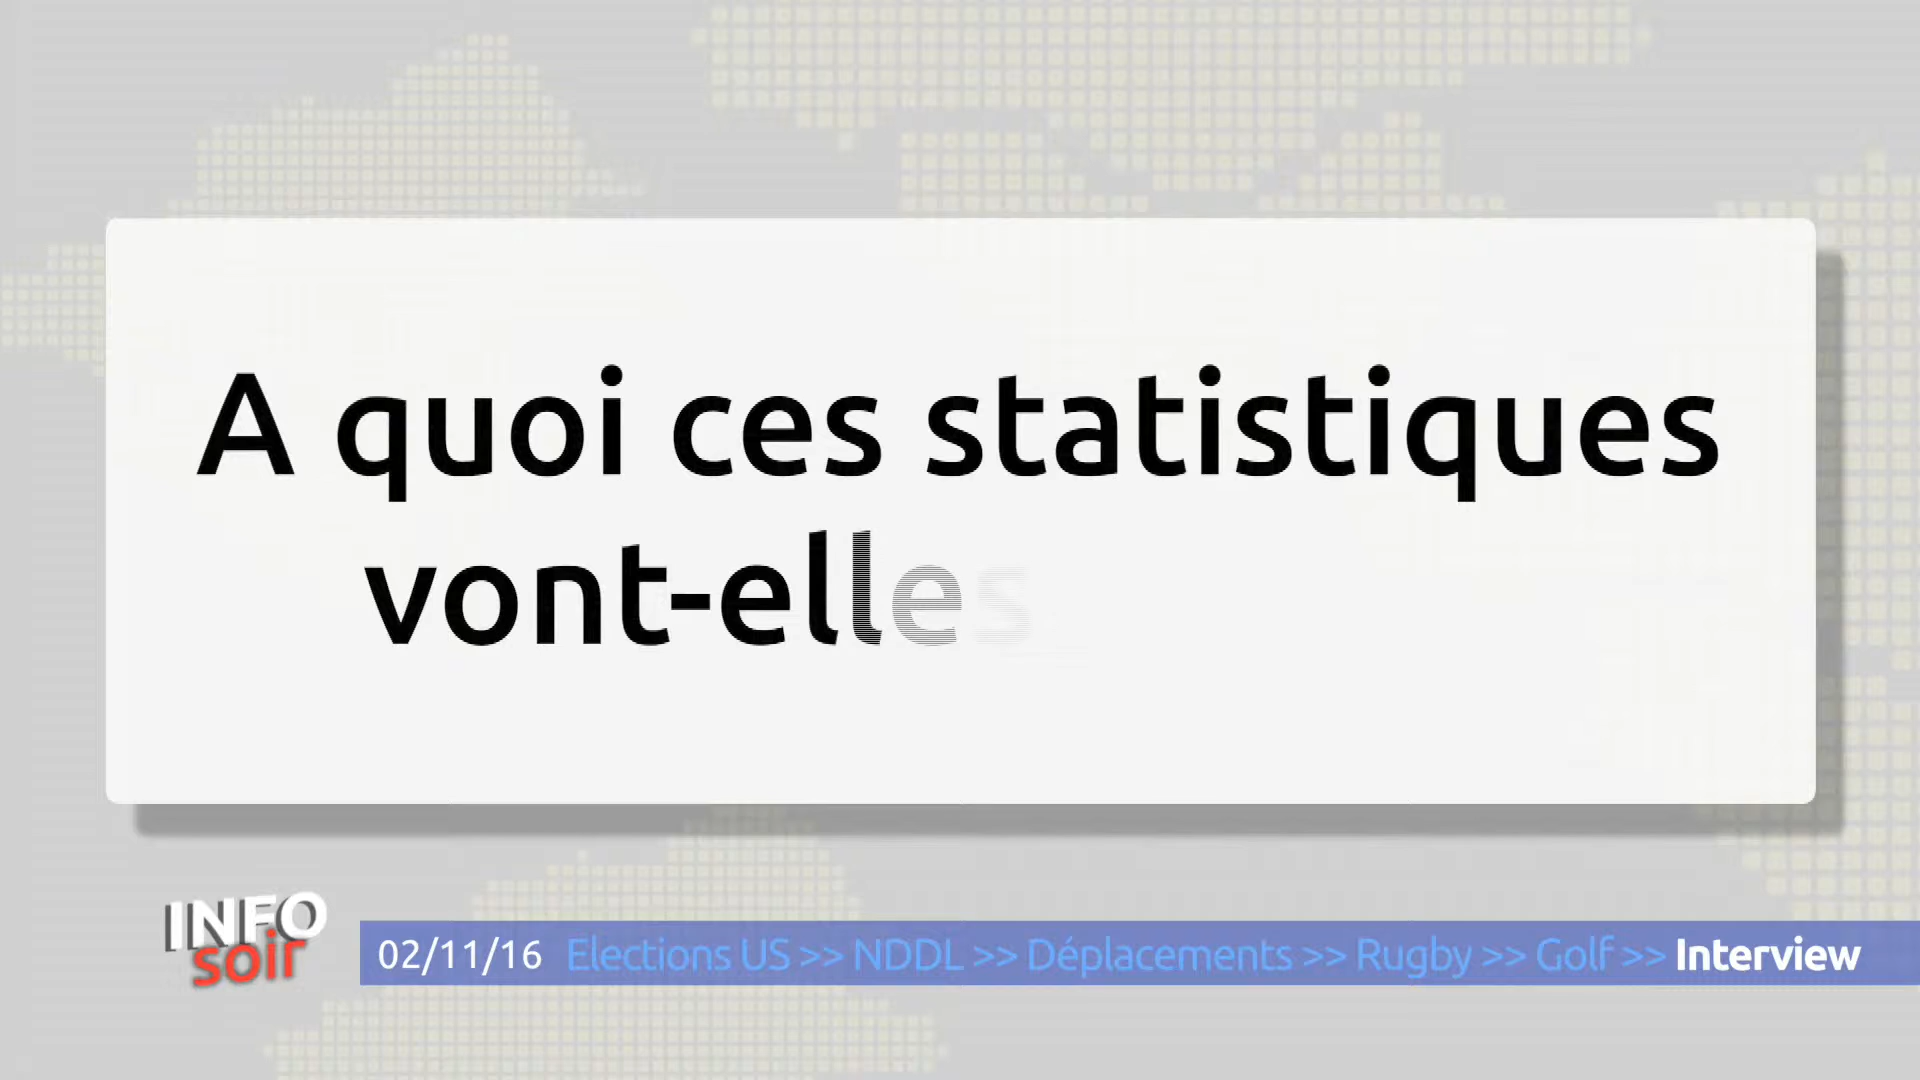 A quoi ces statistiques
vont-elles
INFO
soir
02/11/16 Elections US >> NDDL >> Déplacements >> Rugby >> Golf >> Interview